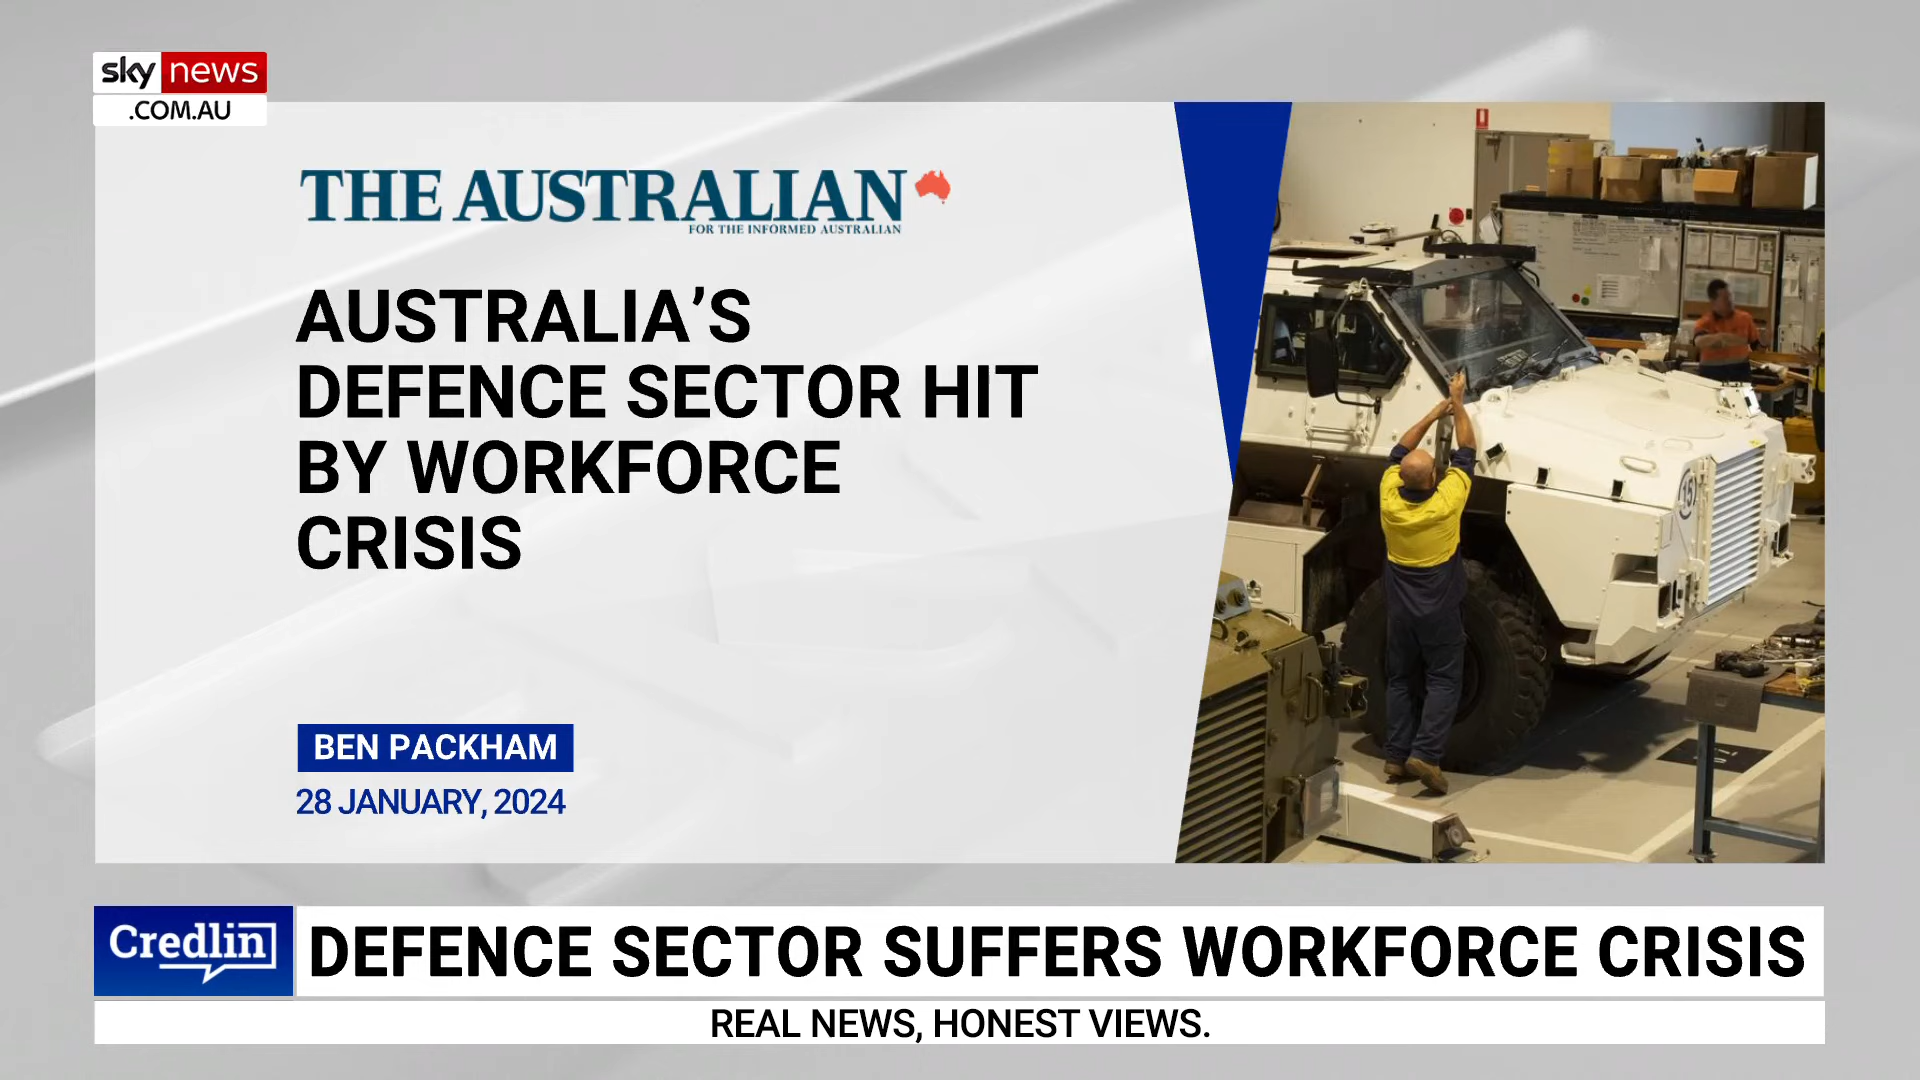 sky news
.COM.AU
THE AUSTRALIAN
FOR THE INFORMED AUSTRALIAN
AUSTRALIA’S
DEFENCE SECTOR HIT
BY WORKFORCE
CRISIS
BEN PACKHAM
28 JANUARY, 2024
15
Credlin
DEFENCE SECTOR SUFFERS WORKFORCE CRISIS
REAL NEWS, HONEST VIEWS.